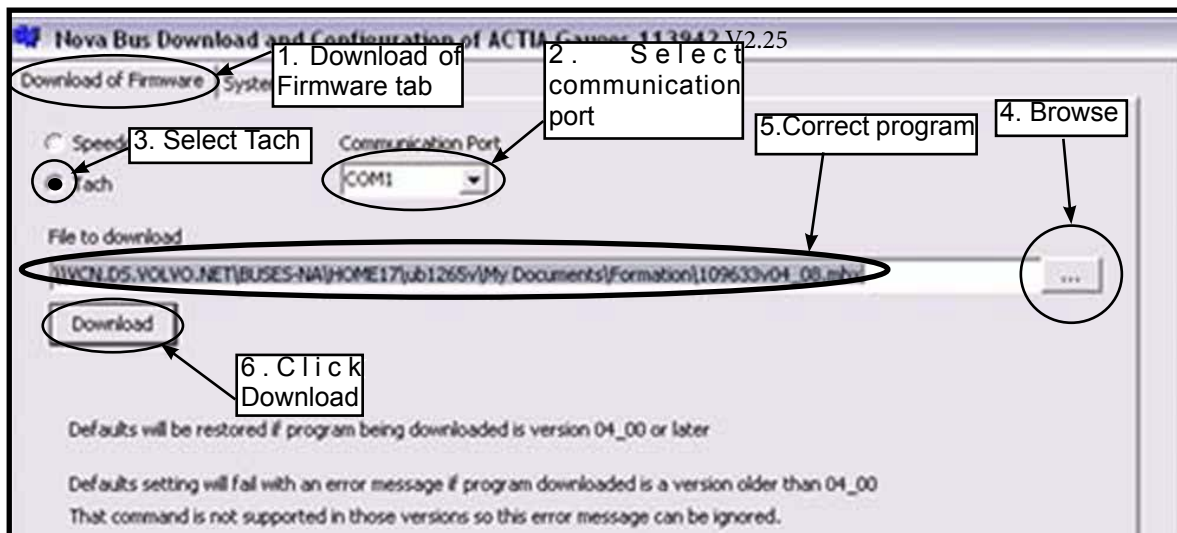 Nova Bus Download and Configuration of ACTIA Gauges 113942 V2.25
Download of Firmware
1. Download of
Firmware tab
2. Select
communication
port
3. Select Tach
Tach
Communication Port
COM1
5.Correct program
4. Browse
File to download
\\VCN.DS.VOLVO.NET\BUSES-NA\HOME17\ub1265v\My Documents\Formation\109633v04_08.mhx
...
Download
6.Click
Download
Defaults will be restored if program being downloaded is version 04_00 or later
Defaults setting will fail with an error message if program downloaded is a version older than 04_00
That command is not supported in those versions so this error message can be ignored.